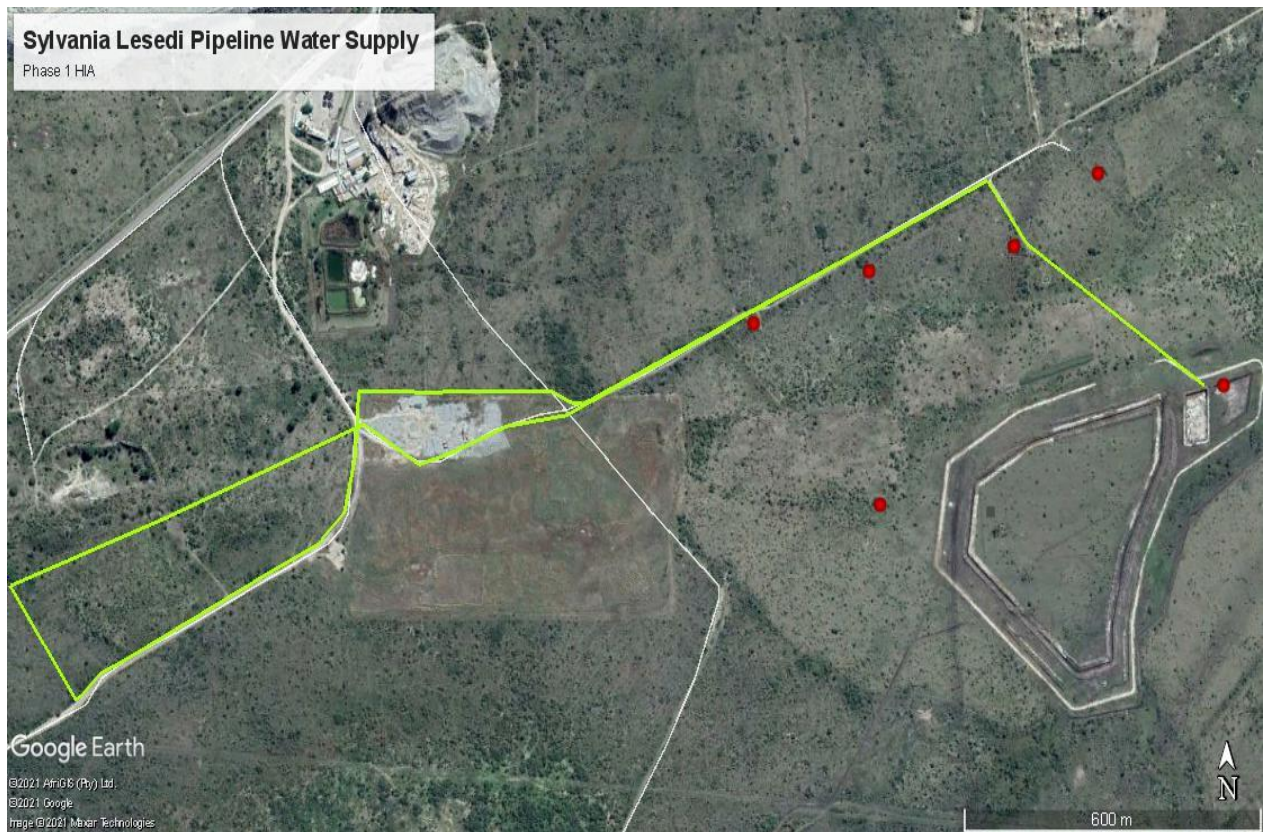 Sylvania Lesedi Pipeline Water Supply
Phase 1 HIA
Google Earth
©2021 AfriGIS (Pty) Ltd.
©2021 Google
Image ©2021 Maxar Technologies
N
600 m